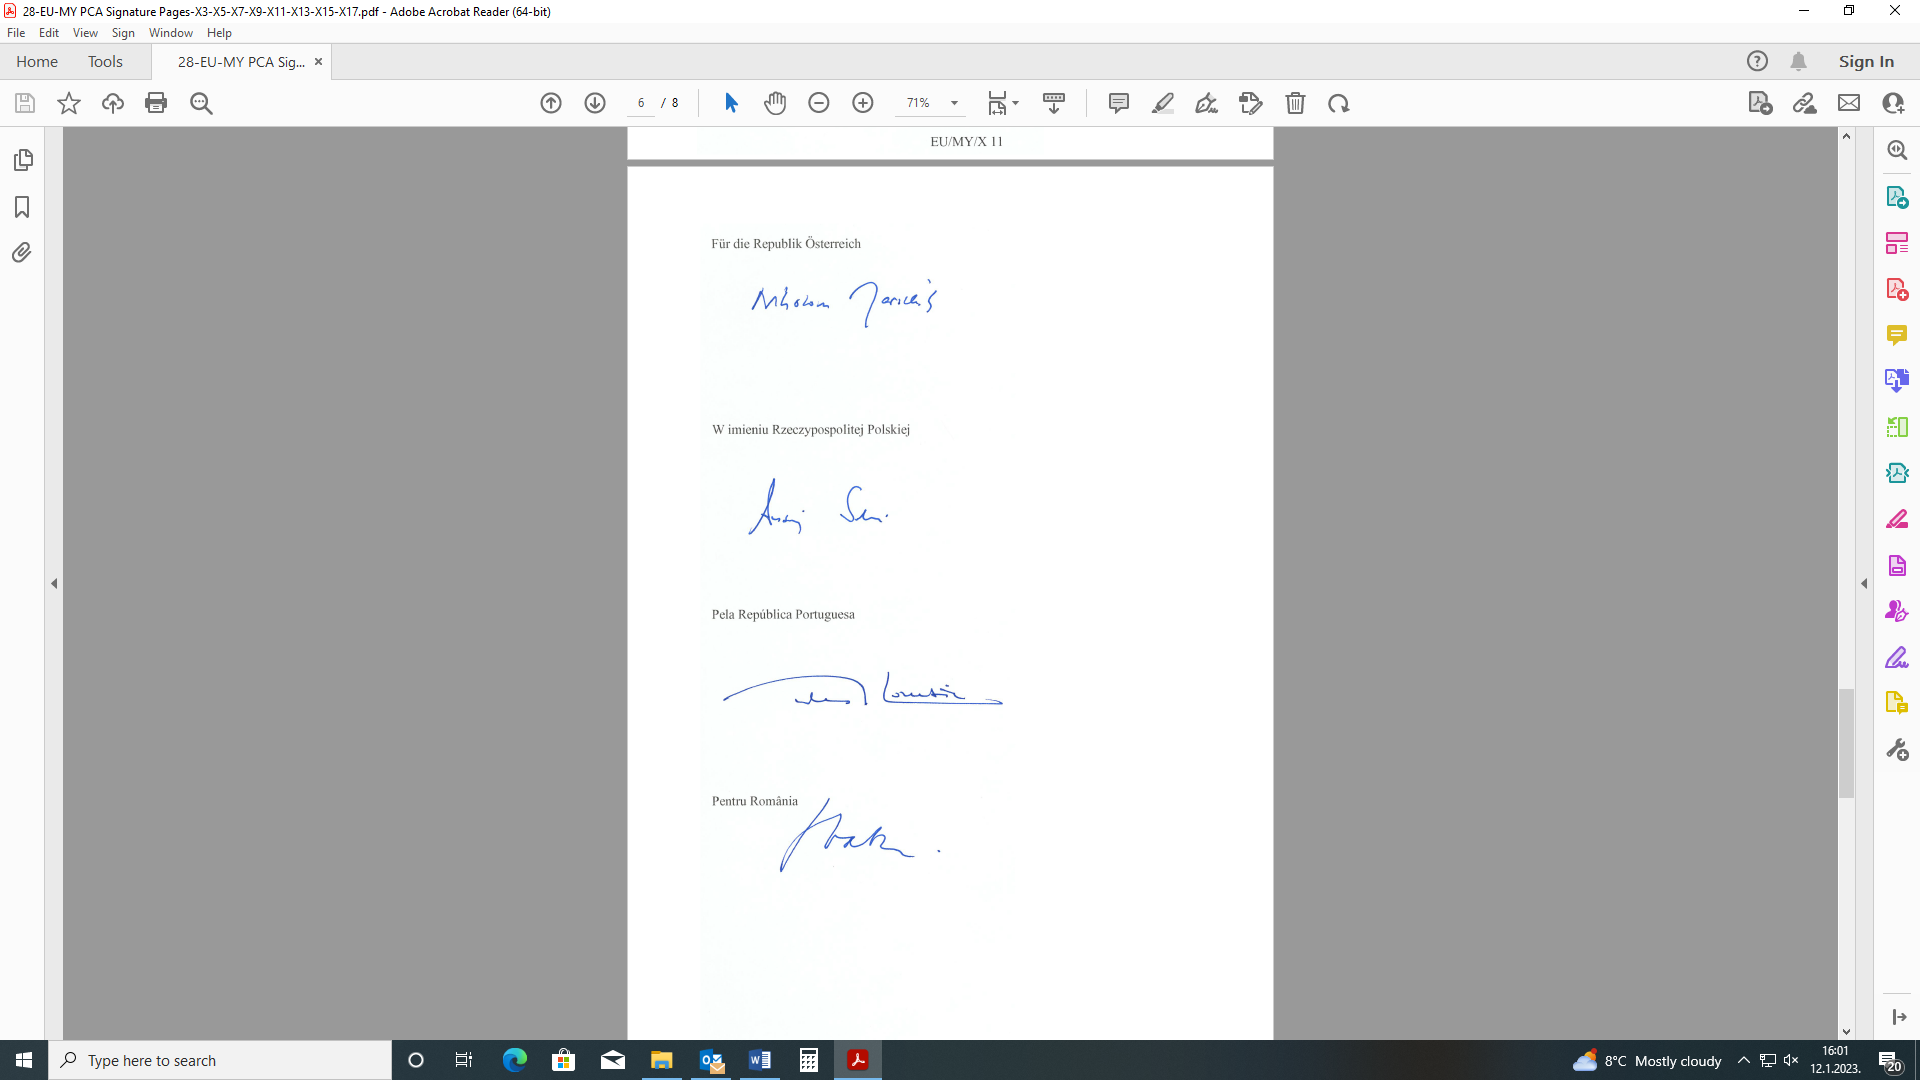 28-EU-MY PCA Signature Pages-X3-X5-X7-X9-X11-X13-X15-X17.pdf - Adobe Acrobat Reader (64-bit)
File Edit View Sign Window Help
Home Tools 28-EU-MY PCA Sig... Sign In
6 / 8 71%
EU/MY/X 11
Für die Republik Österreich
W imieniu Rzeczypospolitej Polskiej
Pela República Portuguesa
Pentru România
Type here to search
8°C Mostly cloudy
16:01
12.1.2023.
20